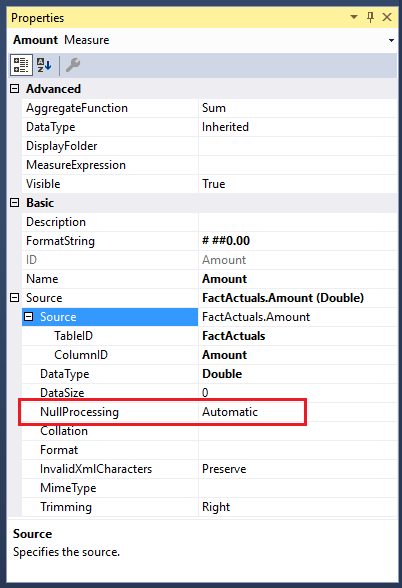 Properties
Amount Measure
Advanced
AggregateFunction Sum
DataType Inherited
DisplayFolder
MeasureExpression
Visible True
Basic
Description
FormatString # ##0.00
ID Amount
Name Amount
Source FactActuals.Amount (Double)
Source FactActuals.Amount
TableID FactActuals
ColumnID Amount
DataType Double
DataSize 0
NullProcessing Automatic
Collation
Format
InvalidXmlCharacters Preserve
MimeType
Trimming Right
Source
Specifies the source.